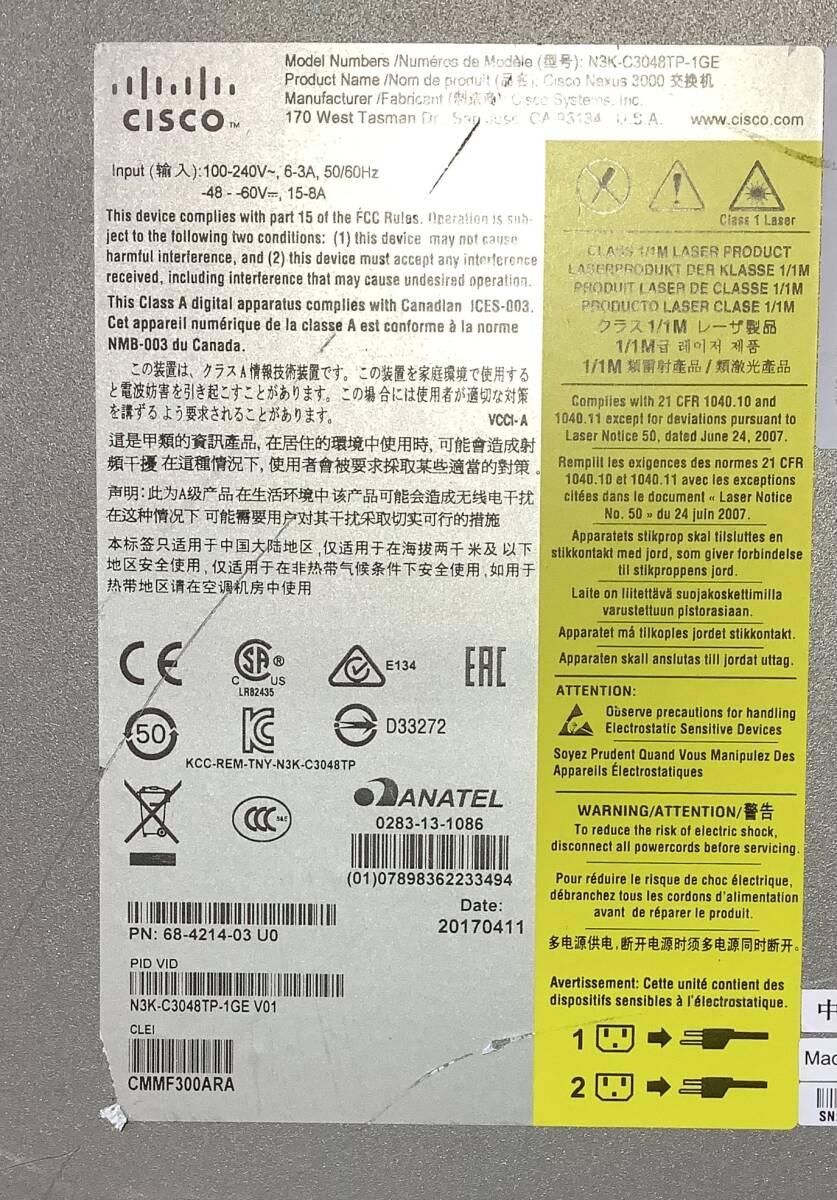 CISCO™
Model Numbers /Numéros de Modèle (型号): N3K-C3048TP-1GE
Product Name /Nom de produit (品名): Cisco Nexus 3000 交换机
Manufacturer /Fabricant (制造商) Cisco Systems, Inc.
170 West Tasman Dr. San Jose, CA 95134 U.S.A. www.cisco.com
Input (输入):100-240V~, 6-3A, 50/60Hz
-48 - -60V⎓, 15-8A
This device complies with part 15 of the FCC Rules. Operation is sub-
ject to the following two conditions: (1) this device may not cause
harmful interference, and (2) this device must accept any interference
received, including interference that may cause undesired operation.
This Class A digital apparatus complies with Canadian ICES-003.
Cet appareil numérique de la classe A est conforme à la norme
NMB-003 du Canada.
この装置は、クラスA情報技術装置です。この装置を家庭環境で使用する
と電波妨害を引き起こすことがあります。この場合には使用者が適切な対策
を講ずるよう要求されることがあります。
VCCI-A
這是甲類的資訊產品, 在居住的環境中使用時, 可能會造成射
頻干擾 在這種情況下, 使用者會被要求採取某些適當的對策。
声明: 此为A级产品 在生活环境中 该产品可能会造成无线电干扰
在这种情况下 可能需要用户对其干扰采取切实可行的措施
本标签只适用于中国大陆地区,仅适用于在海拔两千米及以下
地区安全使用,仅适用于在非热带气候条件下安全使用,如用于
热带地区请在空调机房中使用
CE
SA®
C US
LR82435
E134
EAC
50
KCC-REM-TNY-N3K-C3048TP
D33272
CCC
S&E
ANATEL
0283-13-1086
(01)07898362233494
PN: 68-4214-03 U0
Date:
20170411
PID VID
N3K-C3048TP-1GE V01
CLEI
CMMF300ARA
Class 1 Laser
CLASS 1/1M LASER PRODUCT
LASERPRODUKT DER KLASSE 1/1M
PRODUIT LASER DE CLASSE 1/1M
PRODUCTO LASER CLASE 1/1M
クラス 1/1M レーザ製品
1/1M급 레이저 제품
1/1M 類雷射產品 / 類激光產品
Complies with 21 CFR 1040.10 and
1040.11 except for deviations pursuant to
Laser Notice 50, dated June 24, 2007.
Remplit les exigences des normes 21 CFR
1040.10 et 1040.11 avec les exceptions
citées dans le document « Laser Notice
No. 50 » du 24 juin 2007.
Apparatets stikprop skal tilsluttes en
stikkontakt med jord, som giver forbindelse
til stikproppens jord.
Laite on liitettävä suojakoskettimilla
varustettuun pistorasiaan.
Apparatet må tilkoples jordet stikkontakt.
Apparaten skall anslutas till jordat uttag.
ATTENTION:
Observe precautions for handling
Electrostatic Sensitive Devices
Soyez Prudent Quand Vous Manipulez Des
Appareils Électrostatiques
WARNING/ATTENTION/警告
To reduce the risk of electric shock,
disconnect all powercords before servicing.
Pour réduire le risque de choc électrique,
débranchez tous les cordons d'alimentation
avant de réparer le produit.
多电源供电,断开电源时须多电源同时断开。
Avertissement: Cette unité contient des
dispositifs sensibles à l'électrostatique.
1
2
中
Mac
SN: